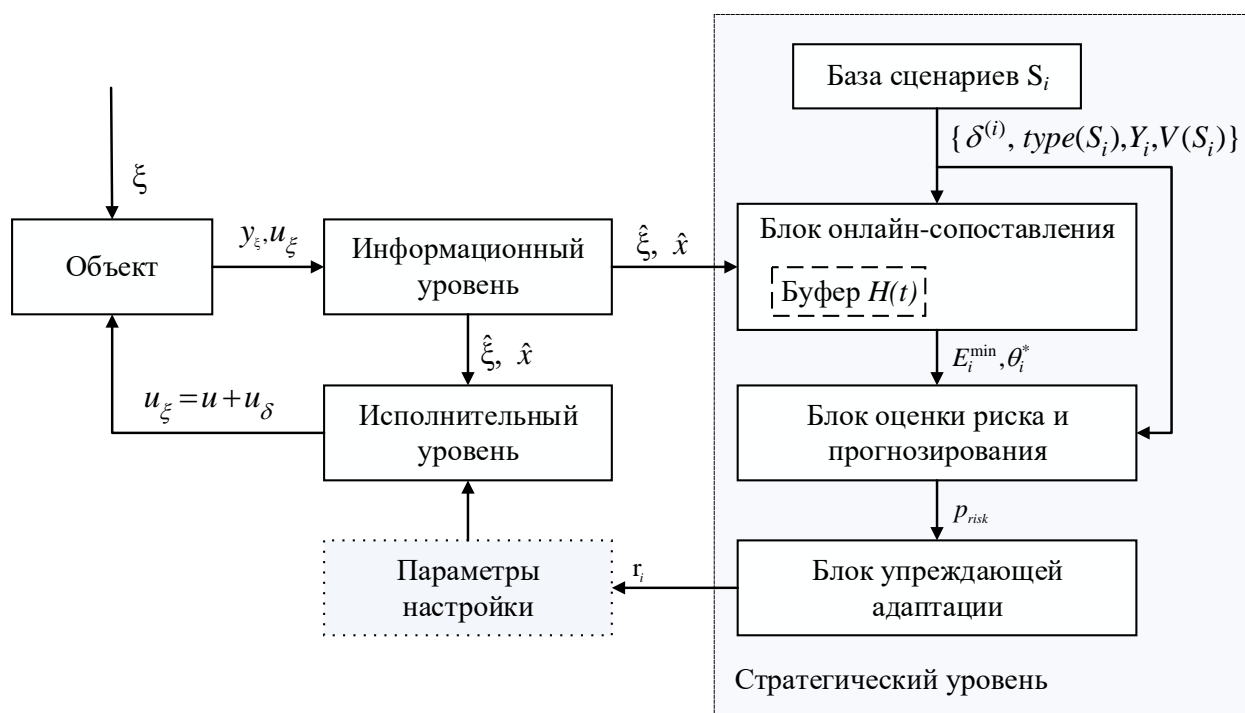 База сценариев S_i
{δ^(i), type(S_i),Y_i,V(S_i)}
ξ
Объект
y_ξ,u_ξ
Информационный
уровень
ξ̂, x̂
Блок онлайн-сопоставления
Буфер H(t)
ξ̂, x̂
E_i^min,θ_i^*
u_ξ=u+u_δ
Исполнительный
уровень
Блок оценки риска и
прогнозирования
p_risk
Параметры
настройки
r_i
Блок упреждающей
адаптации
Стратегический уровень